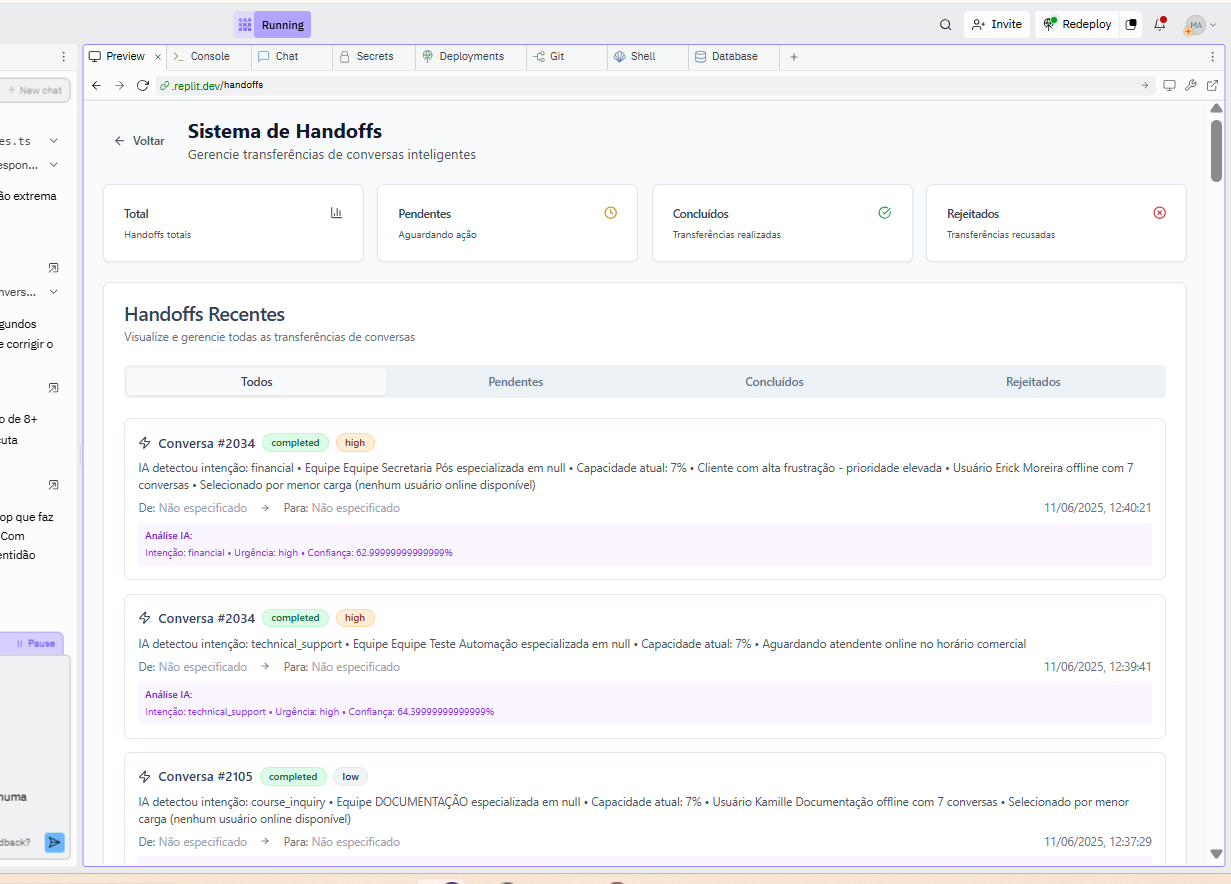 Running
Invite
Redeploy
MA
Preview
Console
Chat
Secrets
Deployments
Git
Shell
Database
+ New chat
.replit.dev/handoffs
es.ts
espon...
ão extrema
nvers...
gundos
e corrigir o
o de 8+
cuta
op que faz
Com
entidão
Pause
numa
dback?
Voltar
Sistema de Handoffs
Gerencie transferências de conversas inteligentes
Total
Handoffs totais
Pendentes
Aguardando ação
Concluídos
Transferências realizadas
Rejeitados
Transferências recusadas
Handoffs Recentes
Visualize e gerencie todas as transferências de conversas
Todos
Pendentes
Concluídos
Rejeitados
Conversa #2034 completed high
IA detectou intenção: financial • Equipe Equipe Secretaria Pós especializada em null • Capacidade atual: 7% • Cliente com alta frustração - prioridade elevada • Usuário Erick Moreira offline com 7
conversas • Selecionado por menor carga (nenhum usuário online disponível)
De: Não especificado → Para: Não especificado 11/06/2025, 12:40:21
Análise IA:
Intenção: financial • Urgência: high • Confiança: 62.99999999999999%
Conversa #2034 completed high
IA detectou intenção: technical_support • Equipe Equipe Teste Automação especializada em null • Capacidade atual: 7% • Aguardando atendente online no horário comercial
De: Não especificado → Para: Não especificado 11/06/2025, 12:39:41
Análise IA:
Intenção: technical_support • Urgência: high • Confiança: 64.39999999999999%
Conversa #2105 completed low
IA detectou intenção: course_inquiry • Equipe DOCUMENTAÇÃO especializada em null • Capacidade atual: 7% • Usuário Kamille Documentação offline com 7 conversas • Selecionado por menor
carga (nenhum usuário online disponível)
De: Não especificado → Para: Não especificado 11/06/2025, 12:37:29